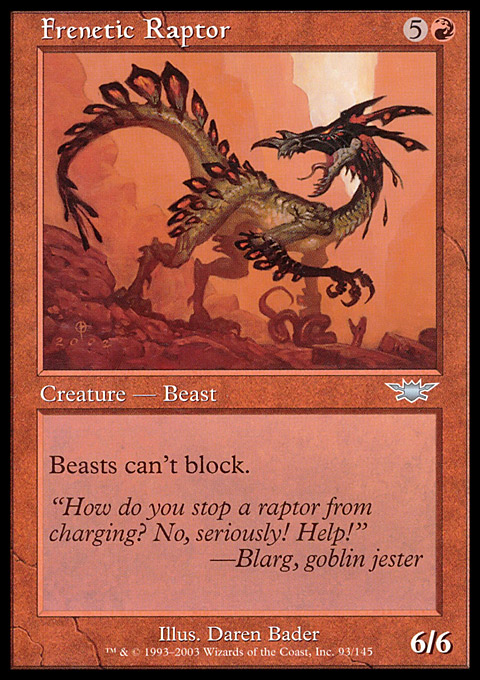 Frenetic Raptor 5
2002
Creature — Beast
Beasts can't block.
“How do you stop a raptor from
charging? No, seriously! Help!”
—Blarg, goblin jester
Illus. Daren Bader
™ & © 1993–2003 Wizards of the Coast, Inc. 93/145
6/6